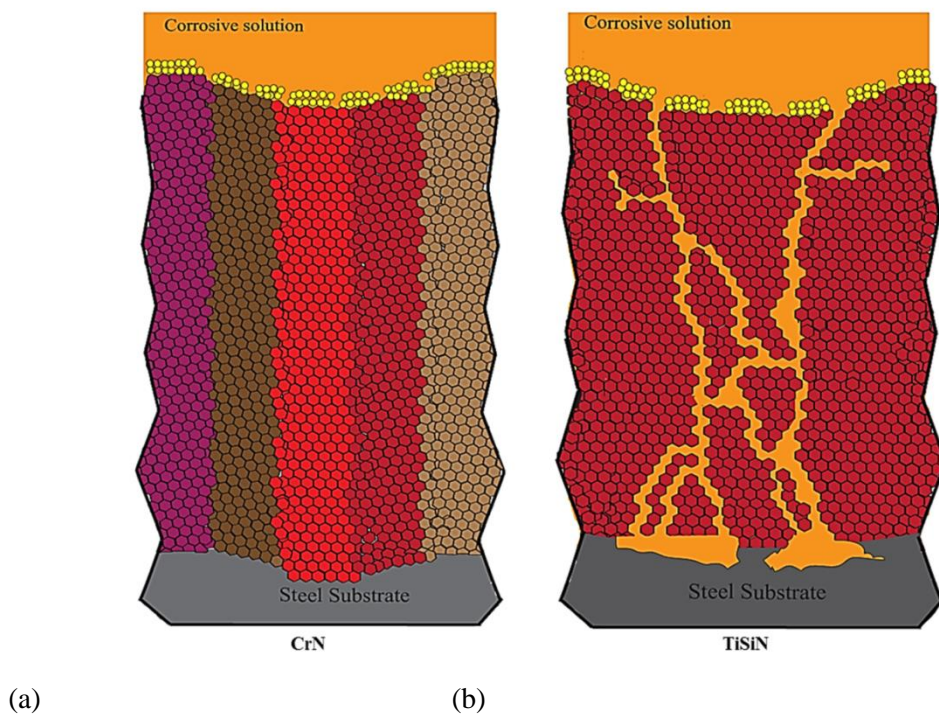 Corrosive solution
Corrosive solution
Steel Substrate
Steel Substrate
CrN
TiSiN
(a)
(b)